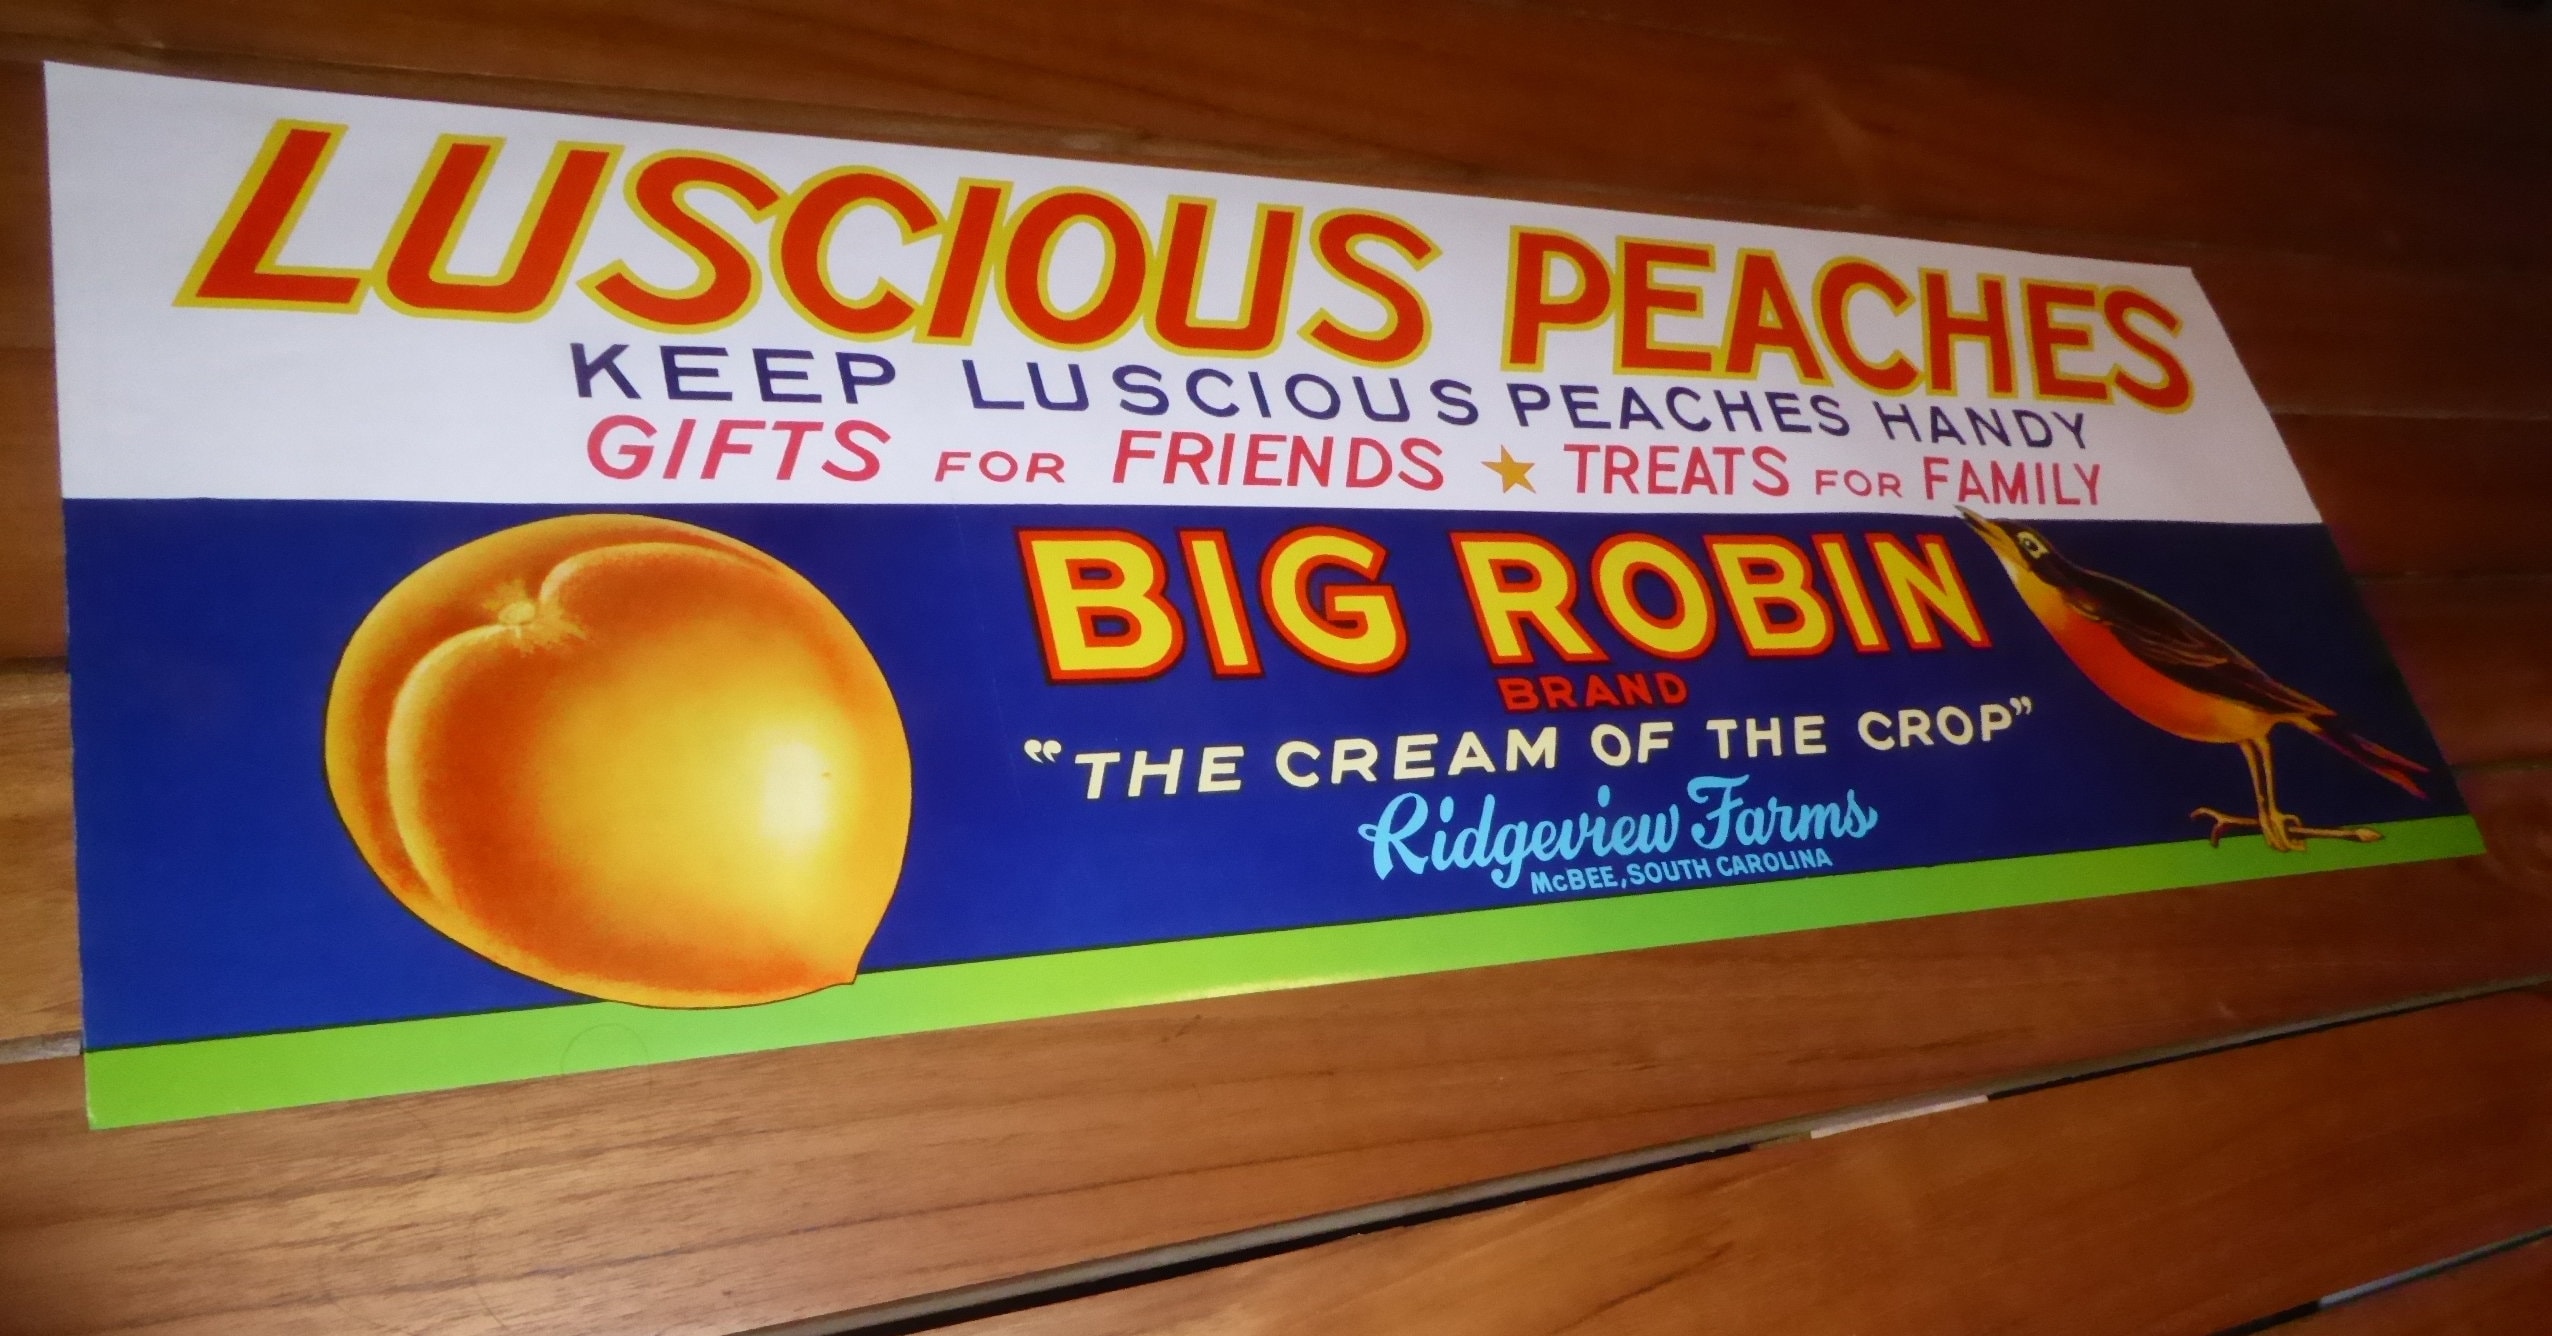 LUSCIOUS PEACHES
KEEP LUSCIOUS PEACHES HANDY
GIFTS FOR FRIENDS ★ TREATS FOR FAMILY
BIG ROBIN
BRAND
“THE CREAM OF THE CROP”
Ridgeview Farms
McBEE, SOUTH CAROLINA